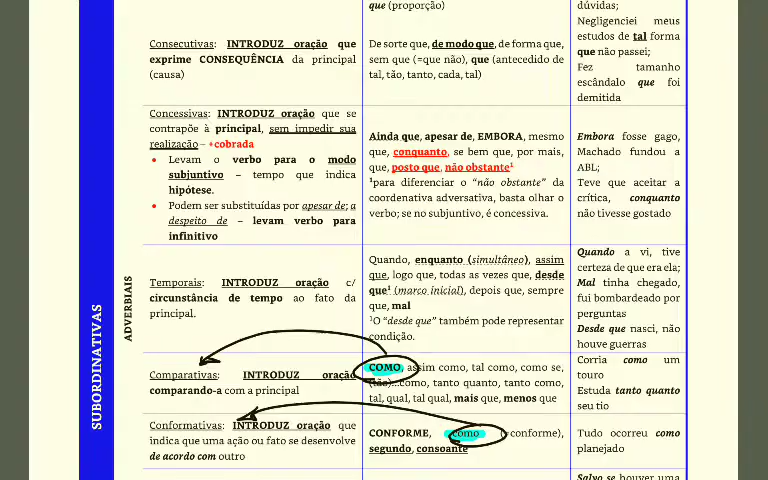 que (proporção)
dúvidas;
Negligenciei meus
estudos de tal forma
que não passei;
Fez tamanho
escândalo que foi
demitida
Consecutivas: INTRODUZ oração que
exprime CONSEQUÊNCIA da principal
(causa)
De sorte que, de modo que, de forma que,
sem que (=que não), que (antecedido de
tal, tão, tanto, cada, tal)
Concessivas: INTRODUZ oração que se
contrapõe à principal, sem impedir sua
realização – +cobrada
• Levam o verbo para o modo
subjuntivo – tempo que indica
hipótese.
• Podem ser substituídas por apesar de; a
despeito de – levam verbo para
infinitivo
Ainda que, apesar de, EMBORA, mesmo
que, conquanto, se bem que, por mais,
que, posto que, não obstante¹
¹para diferenciar o “não obstante” da
coordenativa adversativa, basta olhar o
verbo; se no subjuntivo, é concessiva.
Embora fosse gago,
Machado fundou a
ABL;
Teve que aceitar a
crítica, conquanto
não tivesse gostado
SUBORDINATIVAS
ADVERBIAIS
Temporais: INTRODUZ oração c/
circunstância de tempo ao fato da
principal.
Quando, enquanto (simultâneo), assim
que, logo que, todas as vezes que, desde
que¹ (marco inicial), depois que, sempre
que, mal
¹O “desde que” também pode representar
condição.
Quando a vi, tive
certeza de que era ela;
Mal tinha chegado,
fui bombardeado por
perguntas
Desde que nasci, não
houve guerras
Comparativas: INTRODUZ oração
comparando-a com a principal
COMO, assim como, tal como, como se,
(tão)...como, tanto quanto, tanto como,
tal, qual, tal qual, mais que, menos que
Corria como um
touro
Estuda tanto quanto
seu tio
Conformativas: INTRODUZ oração que
indica que uma ação ou fato se desenvolve
de acordo com outro
CONFORME, como (=conforme),
segundo, consoante
Tudo ocorreu como
planejado
Salvo se houver uma